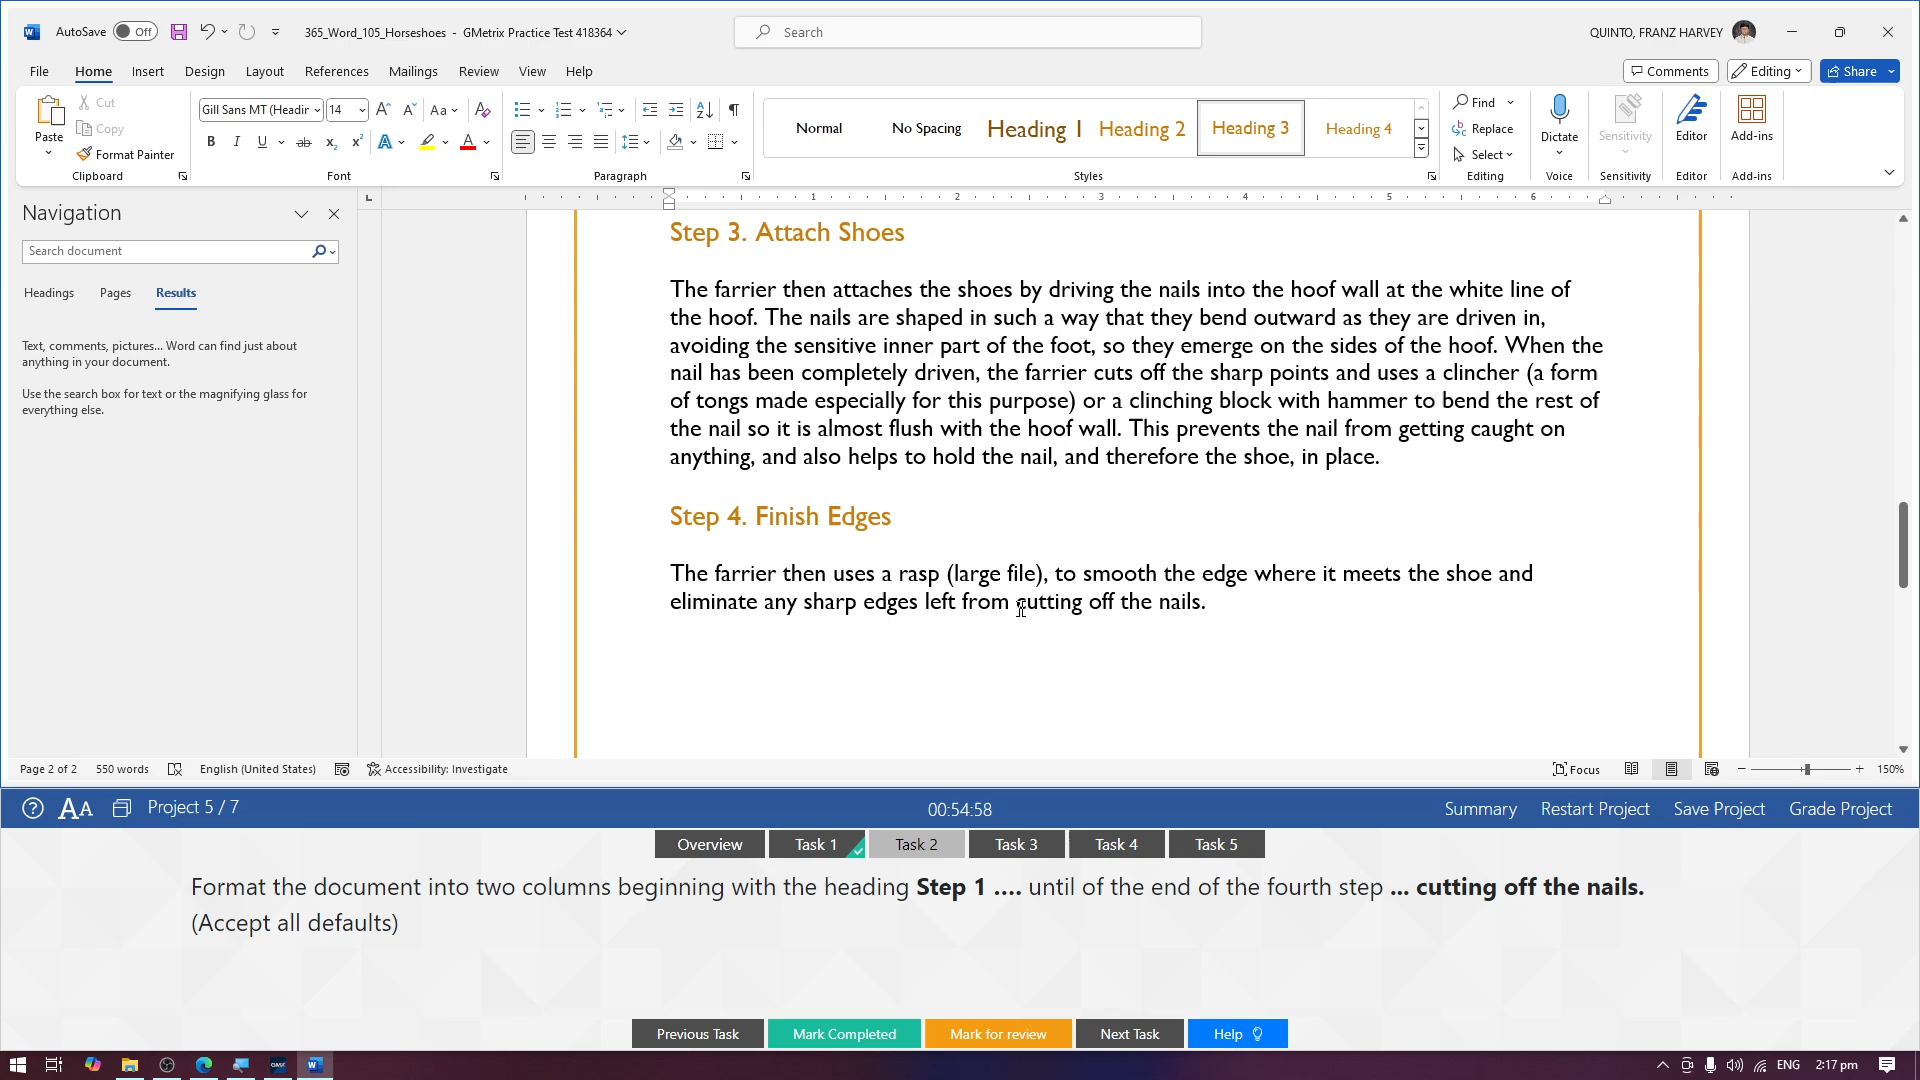 AutoSave Off 365_Word_105_Horseshoes - GMetrix Practice Test 418364 Search QUINTO, FRANZ HARVEY
File Home Insert Design Layout References Mailings Review View Help Comments Editing Share
Paste Cut Copy Format Painter Clipboard
Gill Sans MT (Headir 14 Aa Font
Paragraph
Normal No Spacing Heading 1 Heading 2 Heading 3 Heading 4 Styles
Find Replace Select Editing
Dictate Voice
Sensitivity Sensitivity
Editor Editor
Add-ins Add-ins
Navigation
Search document
Headings Pages Results
Text, comments, pictures... Word can find just about
anything in your document.
Use the search box for text or the magnifying glass for
everything else.
1 2 3 4 5 6
Step 3. Attach Shoes
The farrier then attaches the shoes by driving the nails into the hoof wall at the white line of
the hoof. The nails are shaped in such a way that they bend outward as they are driven in,
avoiding the sensitive inner part of the foot, so they emerge on the sides of the hoof. When the
nail has been completely driven, the farrier cuts off the sharp points and uses a clincher (a form
of tongs made especially for this purpose) or a clinching block with hammer to bend the rest of
the nail so it is almost flush with the hoof wall. This prevents the nail from getting caught on
anything, and also helps to hold the nail, and therefore the shoe, in place.
Step 4. Finish Edges
The farrier then uses a rasp (large file), to smooth the edge where it meets the shoe and
eliminate any sharp edges left from cutting off the nails.
Page 2 of 2 550 words English (United States) Accessibility: Investigate Focus 150%
AA Project 5 / 7 00:54:58 Summary Restart Project Save Project Grade Project
Overview Task 1 Task 2 Task 3 Task 4 Task 5
Format the document into two columns beginning with the heading Step 1 .... until of the end of the fourth step ... cutting off the nails.
(Accept all defaults)
Previous Task Mark Completed Mark for review Next Task Help
ENG 2:17 pm